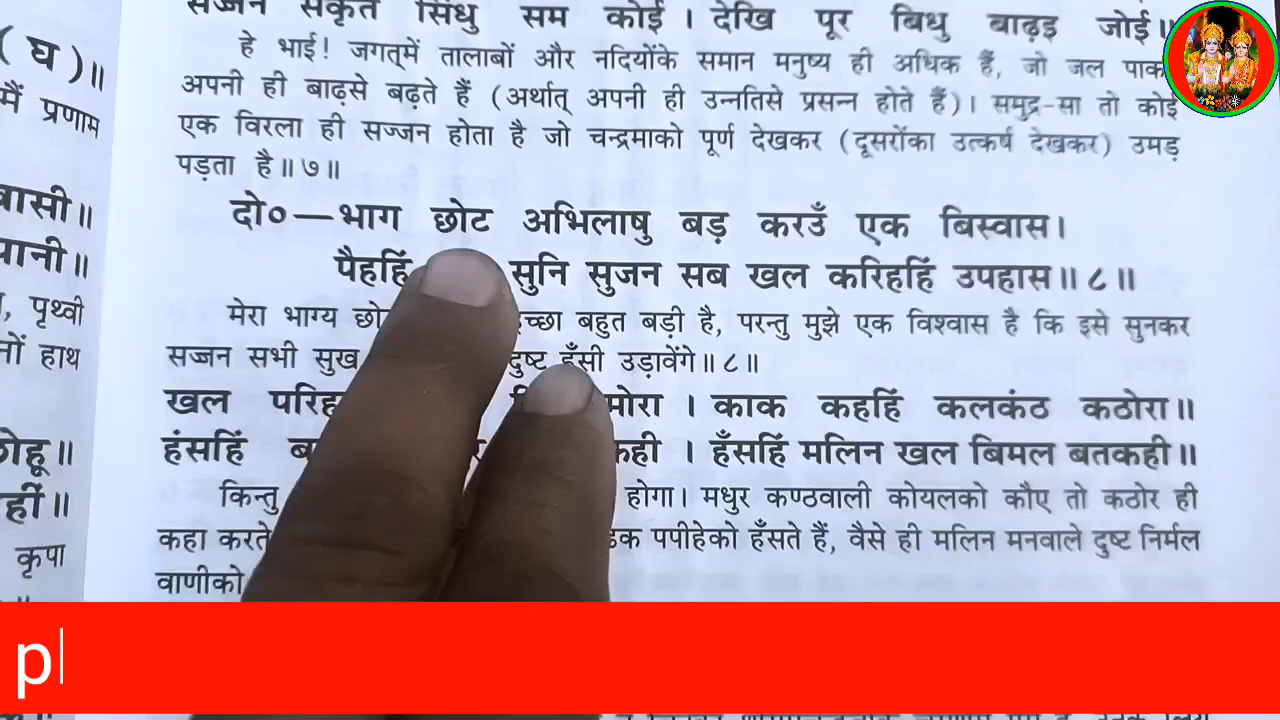 सज्जन सकृत सिंधु सम कोई । देखि पूर बिधु बाढ़इ जोई॥
( घ )॥
हे भाई! जगत्‌में तालाबों और नदियोंके समान मनुष्य ही अधिक हैं, जो जल पाक
मैं प्रणाम
अपनी ही बाढ़से बढ़ते हैं (अर्थात् अपनी ही उन्नतिसे प्रसन्न होते हैं)। समुद्र-सा तो कोई
एक विरला ही सज्जन होता है जो चन्द्रमाको पूर्ण देखकर (दूसरोंका उत्कर्ष देखकर) उमड़
पड़ता है॥७॥
दो०—भाग छोट अभिलाषु बड़ करउँ एक बिस्वास।
पैहहिं सुनि सुजन सब खल करिहहिं उपहास॥८॥
पृथ्वी
मेरा भाग्य बहुत बड़ी है, परन्तु मुझे एक विश्वास है कि इसे सुनकर
हाथ
सज्जन सभी सुख दुष्ट हँसी उड़ावेंगे॥८॥
खल मोरा । काक कहहिं कलकंठ कठोरा॥
हंसहिं । हँसहिं मलिन खल बिमल बतकही॥
किन्तु होगा। मधुर कण्ठवाली कोयलको कौए तो कठोर ही
कृपा
कहा करते पपीहेको हँसते हैं, वैसे ही मलिन मनवाले दुष्ट निर्मल
वाणीको